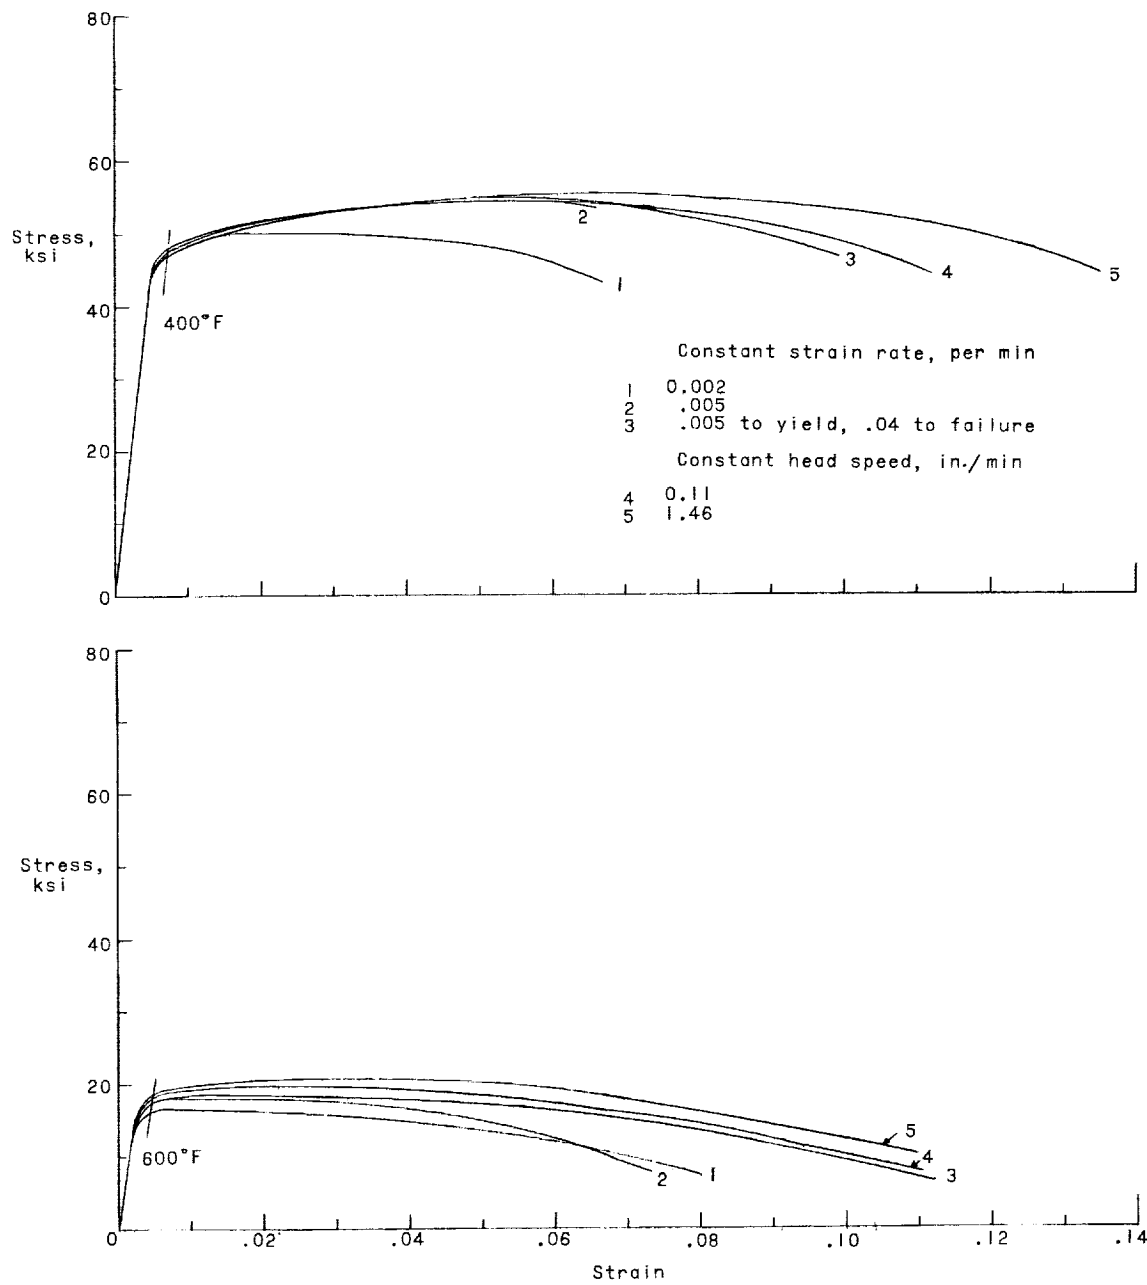 80
60
Stress,
ksi
40
20
0
400°F
2
1
3
4
5
Constant strain rate, per min
1 0.002
2 .005
3 .005 to yield, .04 to failure
Constant head speed, in./min
4 0.11
5 1.46
80
60
Stress,
ksi
40
20
0
600°F
5
4
3
2
1
0 .02 .04 .06 .08 .10 .12 .14
Strain